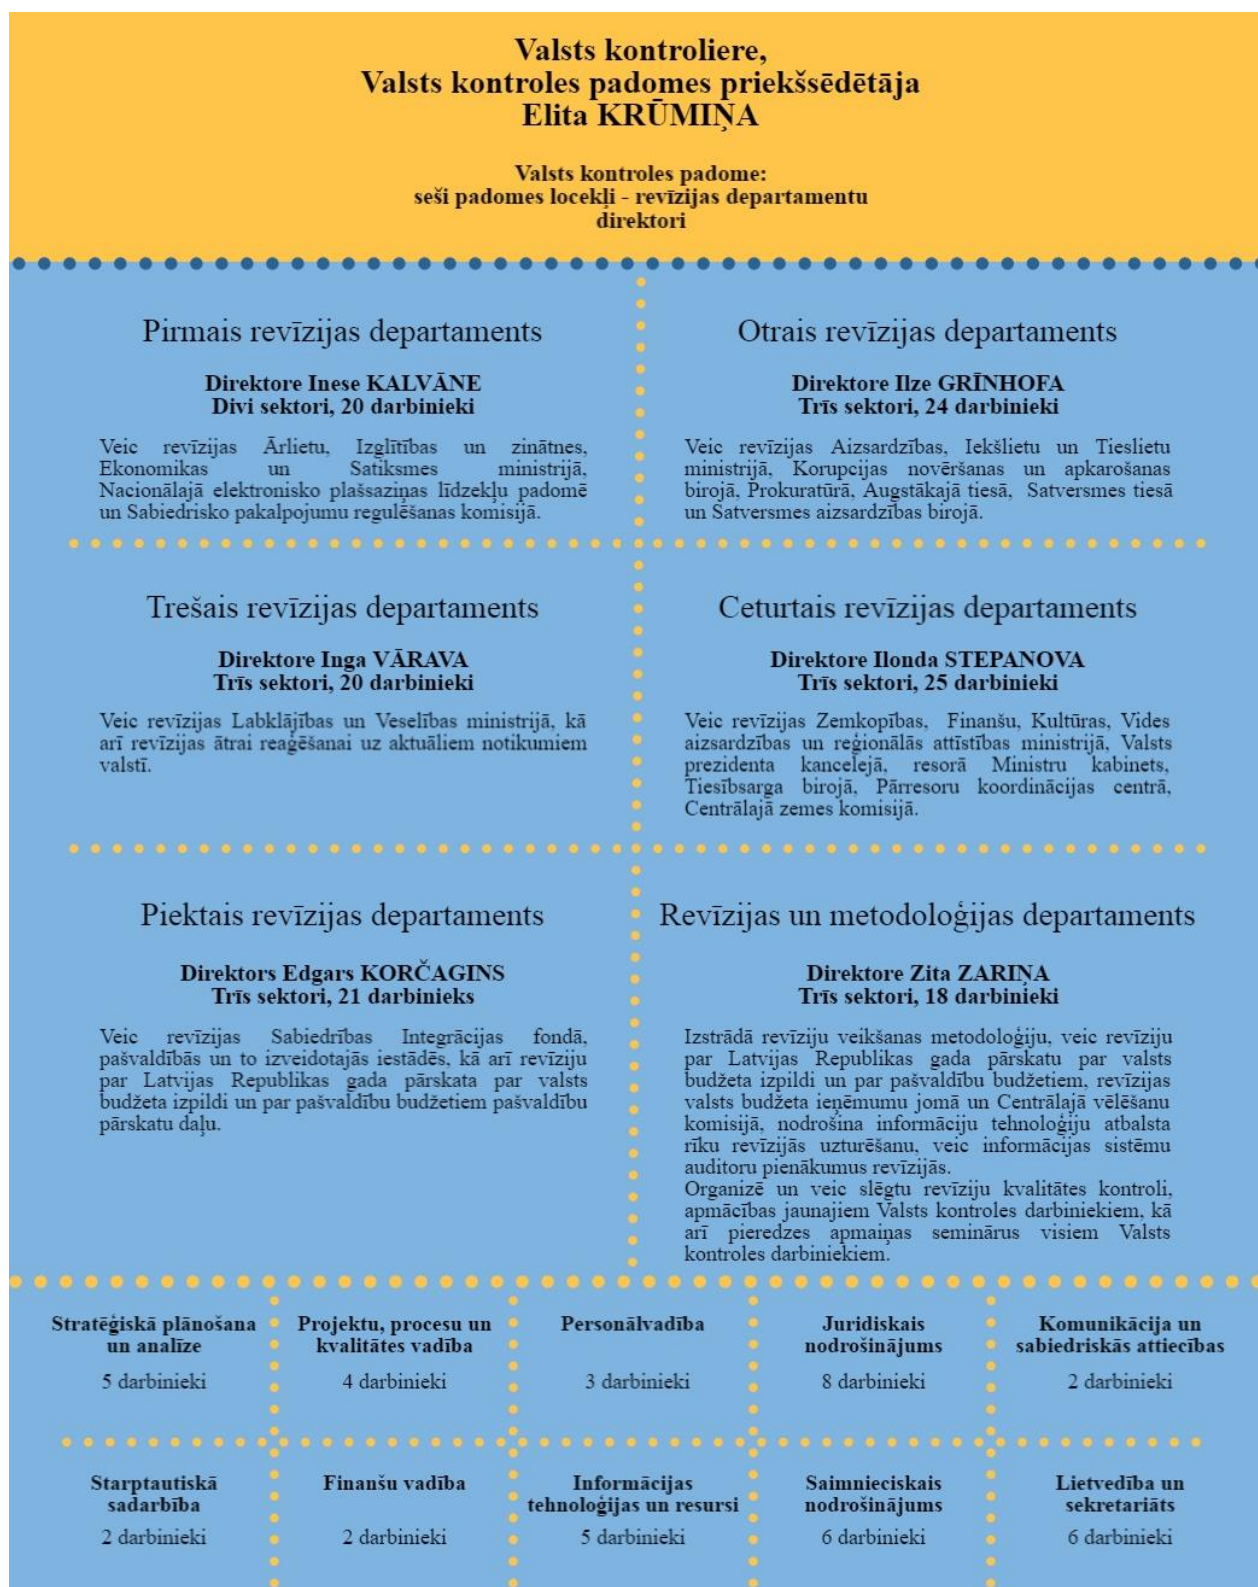 Valsts kontroliere,
Valsts kontroles padomes priekšsēdētāja
Elita KRŪMIŅA
Valsts kontroles padome:
seši padomes locekļi - revīzijas departamentu
direktori
Pirmais revīzijas departaments
Direktore Inese KALVĀNE
Divi sektori, 20 darbinieki
Veic revīzijas Ārlietu, Izglītības un zinātnes,
Ekonomikas un Satiksmes ministrijā,
Nacionālajā elektronisko plašsaziņas līdzekļu padomē
un Sabiedrisko pakalpojumu regulēšanas komisijā.
Otrais revīzijas departaments
Direktore Ilze GRĪNHOFA
Trīs sektori, 24 darbinieki
Veic revīzijas Aizsardzības, Iekšlietu un Tieslietu
ministrijā, Korupcijas novēršanas un apkarošanas
birojā, Prokuratūrā, Augstākajā tiesā, Satversmes tiesā
un Satversmes aizsardzības birojā.
Trešais revīzijas departaments
Direktore Inga VĀRAVA
Trīs sektori, 20 darbinieki
Veic revīzijas Labklājības un Veselības ministrijā, kā
arī revīzijas ātrai reaģēšanai uz aktuāliem notikumiem
valstī.
Ceturtais revīzijas departaments
Direktore Ilonda STEPANOVA
Trīs sektori, 25 darbinieki
Veic revīzijas Zemkopības, Finanšu, Kultūras, Vides
aizsardzības un reģionālās attīstības ministrijā, Valsts
prezidenta kancelejā, resorā Ministru kabinets,
Tiesībsarga birojā, Pārresoru koordinācijas centrā,
Centrālajā zemes komisijā.
Piektais revīzijas departaments
Direktors Edgars KORČAGINS
Trīs sektori, 21 darbinieks
Veic revīzijas Sabiedrības Integrācijas fondā,
pašvaldībās un to izveidotajās iestādēs, kā arī revīziju
par Latvijas Republikas gada pārskata par valsts
budžeta izpildi un par pašvaldību budžetiem pašvaldību
pārskatu daļu.
Revīzijas un metodoloģijas departaments
Direktore Zita ZARIŅA
Trīs sektori, 18 darbinieki
Izstrādā revīziju veikšanas metodoloģiju, veic revīziju
par Latvijas Republikas gada pārskatu par valsts
budžeta izpildi un par pašvaldību budžetiem, revīzijas
valsts budžeta ieņēmumu jomā un Centrālajā vēlēšanu
komisijā, nodrošina informāciju tehnoloģiju atbalsta
rīku revīzijās uzturēšanu, veic informācijas sistēmu
auditoru pienākumus revīzijās.
Organizē un veic slēgtu revīziju kvalitātes kontroli,
apmācības jaunajiem Valsts kontroles darbiniekiem, kā
arī pieredzes apmaiņas seminārus visiem Valsts
kontroles darbiniekiem.
Stratēģiskā plānošana
un analīze
5 darbinieki
Projektu, procesu un
kvalitātes vadība
4 darbinieki
Personālvadība
3 darbinieki
Juridiskais
nodrošinājums
8 darbinieki
Komunikācija un
sabiedriskās attiecības
2 darbinieki
Starptautiskā
sadarbība
2 darbinieki
Finanšu vadība
2 darbinieki
Informācijas
tehnoloģijas un resursi
5 darbinieki
Saimnieciskais
nodrošinājums
6 darbinieki
Lietvedība un
sekretariāts
6 darbinieki